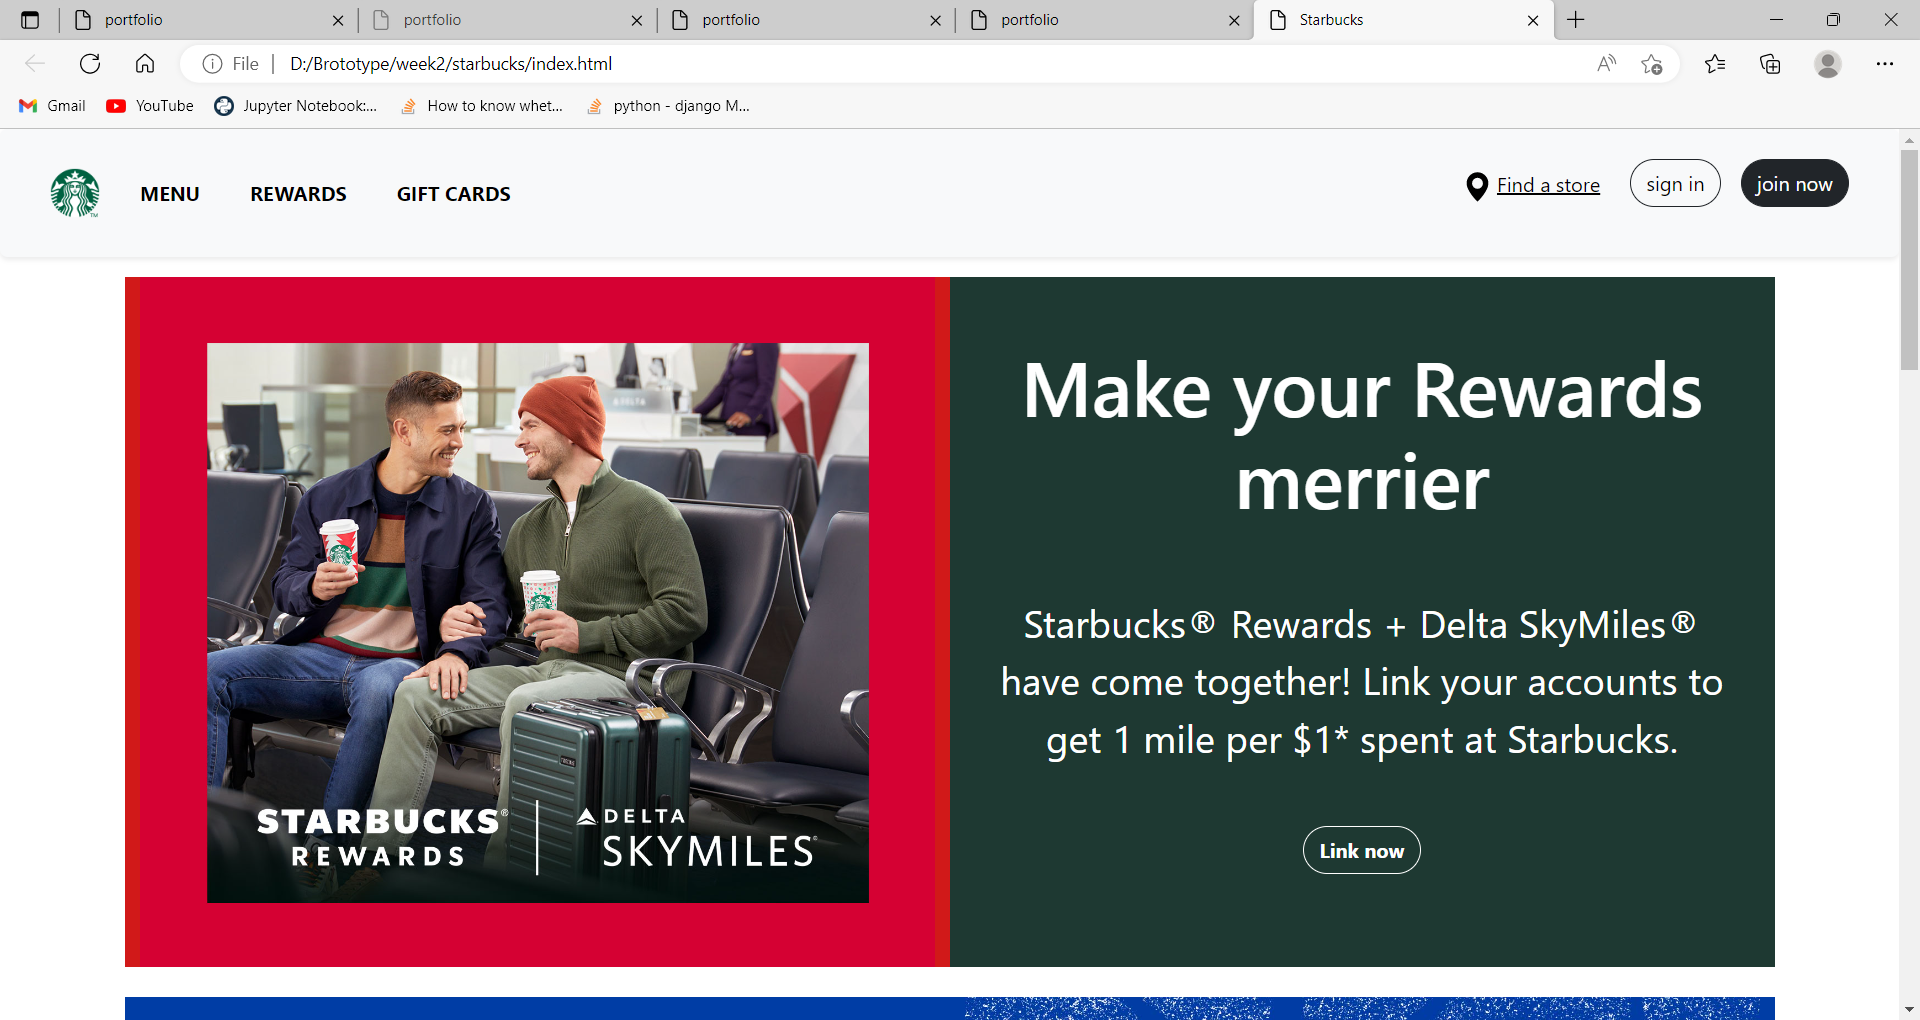 portfolio
portfolio
portfolio
portfolio
Starbucks
File
D:/Brototype/week2/starbucks/index.html
Gmail
YouTube
Jupyter Notebook:...
How to know whet...
python - django M...
MENU
REWARDS
GIFT CARDS
Find a store
sign in
join now
STARBUCKS®
REWARDS
DELTA
SKYMILES®
Make your Rewards
merrier
Starbucks® Rewards + Delta SkyMiles®
have come together! Link your accounts to
get 1 mile per $1* spent at Starbucks.
Link now